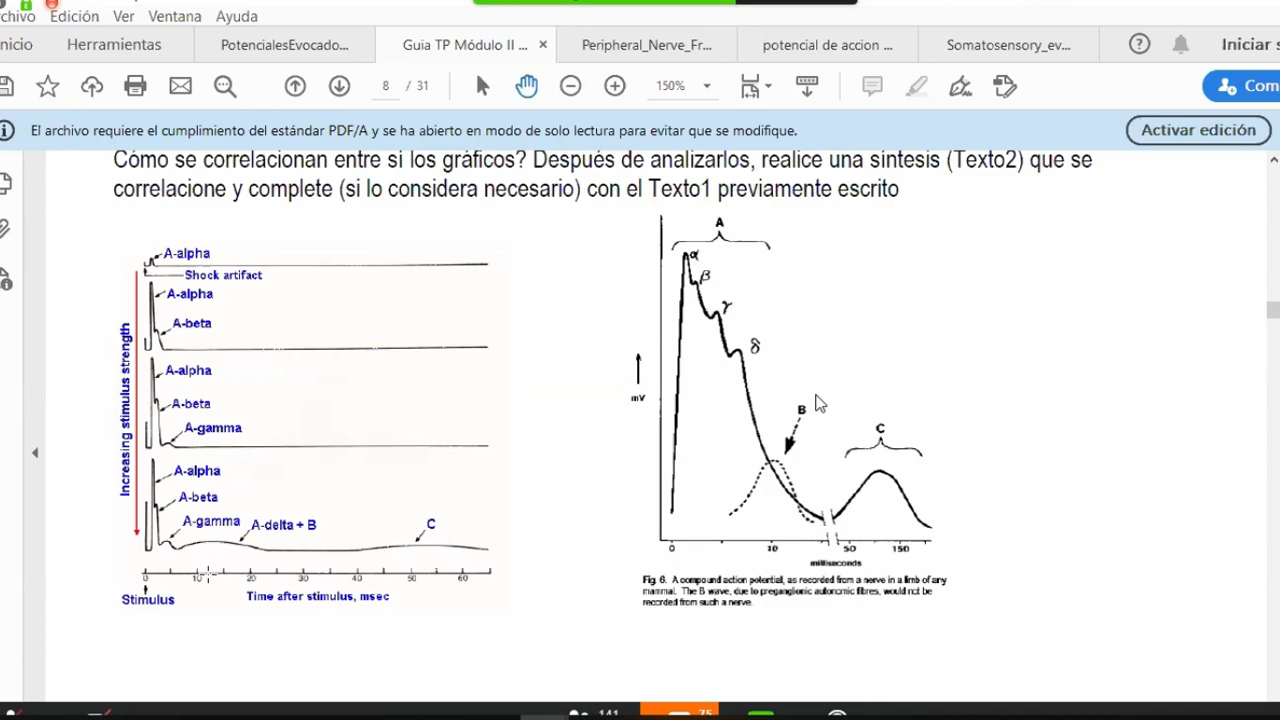 rchivo Edición Ver Ventana Ayuda
nicio Herramientas PotencialesEvocado... Guia TP Módulo II ... × Peripheral_Nerve_Fr... potencial de accion ... Somatosensory_ev... Iniciar s
8 / 31 150% Com
El archivo requiere el cumplimiento del estándar PDF/A y se ha abierto en modo de solo lectura para evitar que se modifique. Activar edición
Cómo se correlacionan entre si los gráficos? Después de analizarlos, realice una síntesis (Texto2) que se
correlacione y complete (si lo considera necesario) con el Texto1 previamente escrito
A-alpha
Shock artifact
A-alpha
A-beta
A-alpha
A-beta
A-gamma
A-alpha
A-beta
A-gamma A-delta + B C
Increasing stimulus strength
0 10 20 30 40 50 60
Stimulus Time after stimulus, msec
A
α
β
γ
δ
mV
B
C
0 10 50 150
milliseconds
Fig. 6. A compound action potential, as recorded from a nerve in a limb of any
mammal. The B wave, due to preganglionic autonomic fibres, would not be
recorded from such a nerve.
141 75